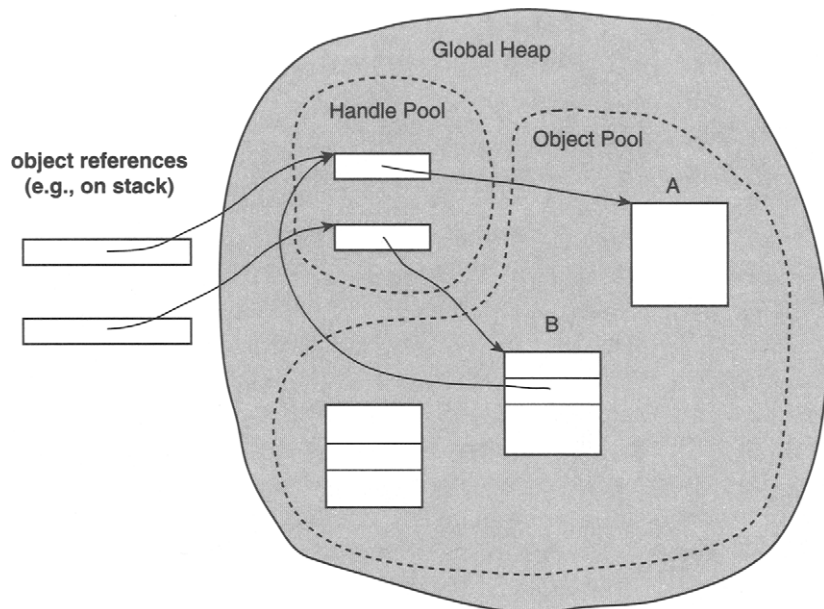 Global Heap
Handle Pool
Object Pool
object references
(e.g., on stack)
A
B